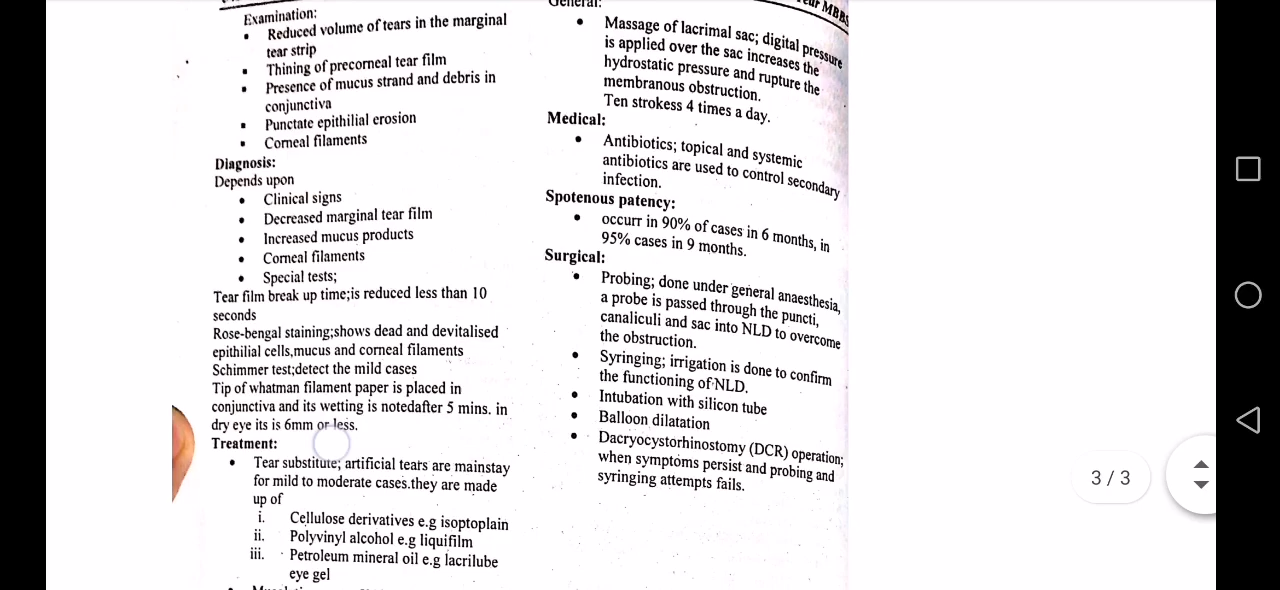 Examination:
• Reduced volume of tears in the marginal
tear strip
• Thining of precorneal tear film
• Presence of mucus strand and debris in
conjunctiva
• Punctate epithilial erosion
• Corneal filaments
Diagnosis:
Depends upon
• Clinical signs
• Decreased marginal tear film
• Increased mucus products
• Corneal filaments
• Special tests;
Tear film break up time;is reduced less than 10
seconds
Rose-bengal staining;shows dead and devitalised
epithilial cells,mucus and corneal filaments
Schimmer test;detect the mild cases
Tip of whatman filament paper is placed in
conjunctiva and its wetting is notedafter 5 mins. in
dry eye its is 6mm or less.
Treatment:
• Tear substitute; artificial tears are mainstay
for mild to moderate cases.they are made
up of
i. Cellulose derivatives e.g isoptoplain
ii. Polyvinyl alcohol e.g liquifilm
iii. Petroleum mineral oil e.g lacrilube
eye gel
MBBS
General:
• Massage of lacrimal sac; digital pressure
is applied over the sac increases the
hydrostatic pressure and rupture the
membranous obstruction.
Ten strokess 4 times a day.
Medical:
• Antibiotics; topical and systemic
antibiotics are used to control secondary
infection.
Spotenous patency:
• occurr in 90% of cases in 6 months, in
95% cases in 9 months.
Surgical:
• Probing; done under general anaesthesia,
a probe is passed through the puncti,
canaliculi and sac into NLD to overcome
the obstruction.
• Syringing; irrigation is done to confirm
the functioning of NLD.
• Intubation with silicon tube
• Balloon dilatation
• Dacryocystorhinostomy (DCR) operation;
when symptoms persist and probing and
syringing attempts fails.
3 / 3